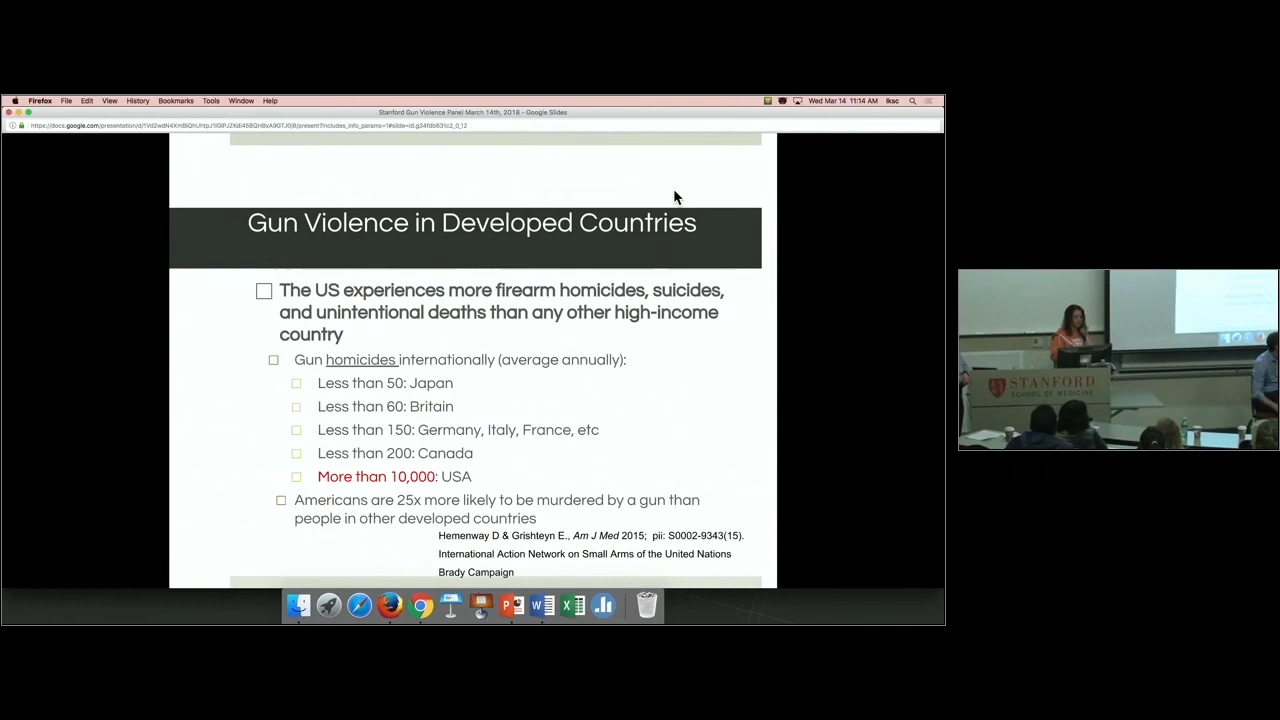 Firefox File Edit View History Bookmarks Tools Window Help
Wed Mar 14 11:14 AM lksc
Stanford Gun Violence Panel March 14th, 2018 - Google Slides
Gun Violence in Developed Countries
The US experiences more firearm homicides, suicides,
and unintentional deaths than any other high-income
country
Gun homicides internationally (average annually):
Less than 50: Japan
Less than 60: Britain
Less than 150: Germany, Italy, France, etc
Less than 200: Canada
More than 10,000: USA
Americans are 25x more likely to be murdered by a gun than
people in other developed countries
Hemenway D & Grishteyn E., Am J Med 2015; pii: S0002-9343(15).
International Action Network on Small Arms of the United Nations
Brady Campaign
STANFORD
SCHOOL OF MEDICINE